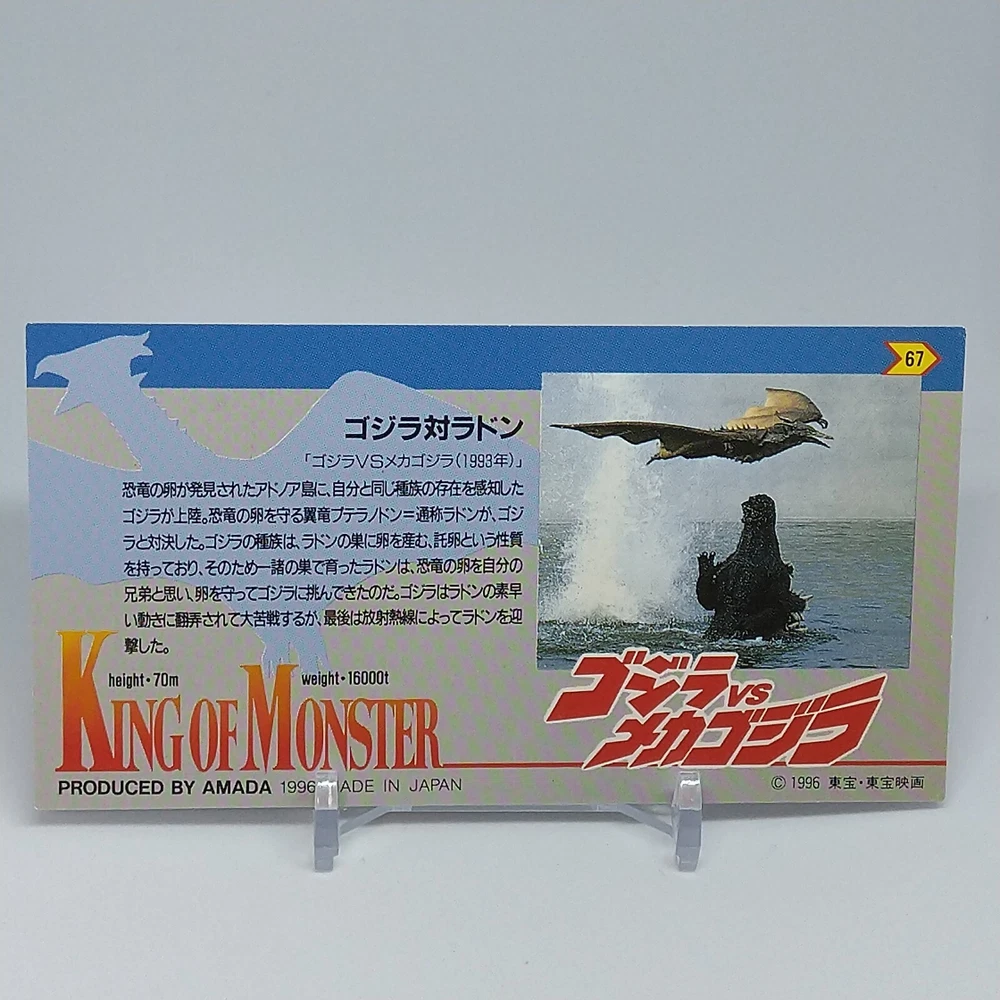 67
ゴジラ対ラドン
「ゴジラVSメカゴジラ(1993年)」
恐竜の卵が発見されたアドノア島に、自分と同じ種族の存在を感知した
ゴジラが上陸。恐竜の卵を守る翼竜プテラノドン＝通称ラドンが、ゴジ
ラと対決した。ゴジラの種族は、ラドンの巣に卵を産む、託卵という性質
を持っており、そのため一諸の巣で育ったラドンは、恐竜の卵を自分の
兄弟と思い、卵を守ってゴジラに挑んできたのだ。ゴジラはラドンの素早
い動きに翻弄されて大苦戦するが、最後は放射熱線によってラドンを迎
撃した。
height・70m weight・16000t
KING OF MONSTER
ゴジラVS
メカゴジラ
PRODUCED BY AMADA 1996 MADE IN JAPAN
© 1996 東宝・東宝映画